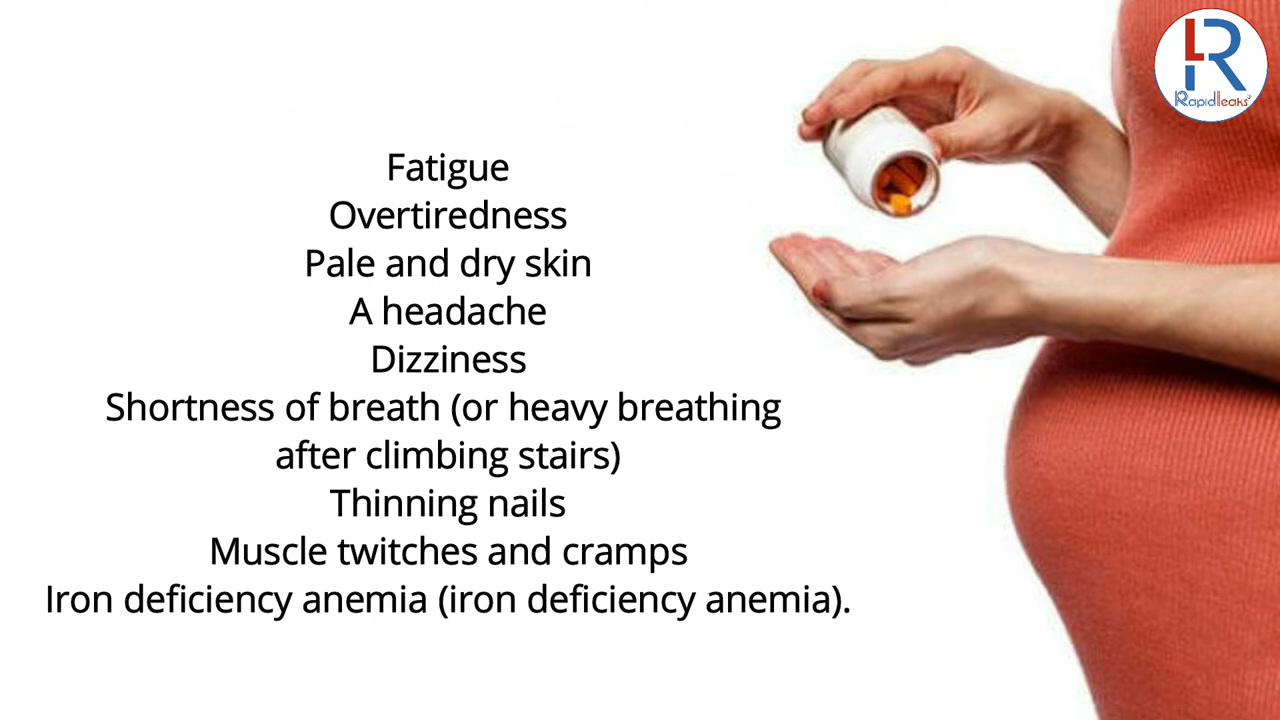 Fatigue
Overtiredness
Pale and dry skin
A headache
Dizziness
Shortness of breath (or heavy breathing
after climbing stairs)
Thinning nails
Muscle twitches and cramps
Iron deficiency anemia (iron deficiency anemia).
LR
Rapidleaks